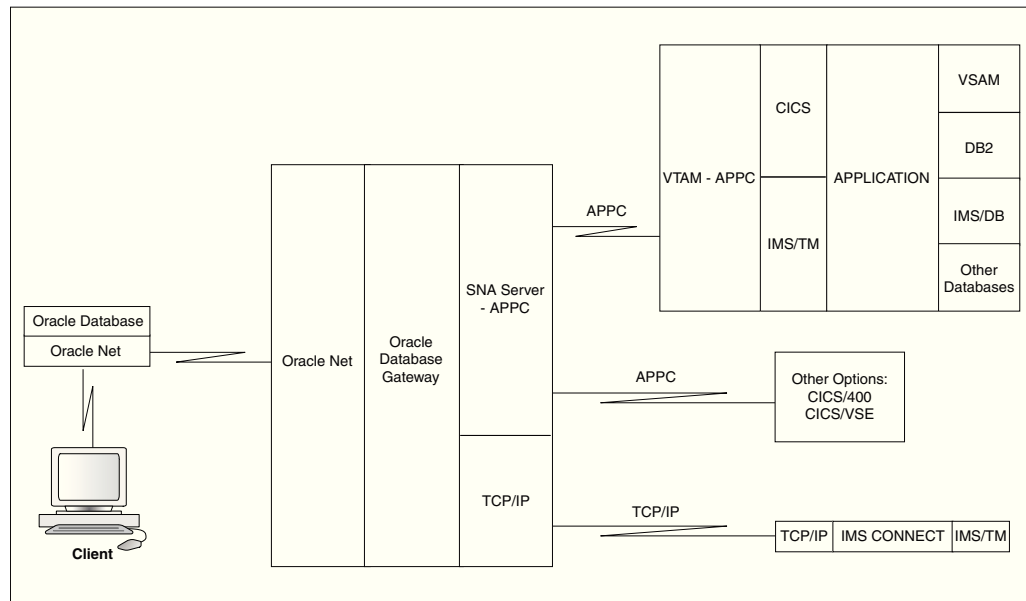 Oracle Database
Oracle Net
Client
Oracle Net
Oracle
Database
Gateway
SNA Server
- APPC
TCP/IP
APPC
VTAM - APPC
CICS
IMS/TM
APPLICATION
VSAM
DB2
IMS/DB
Other
Databases
APPC
Other Options:
CICS/400
CICS/VSE
TCP/IP
TCP/IP
IMS CONNECT
IMS/TM